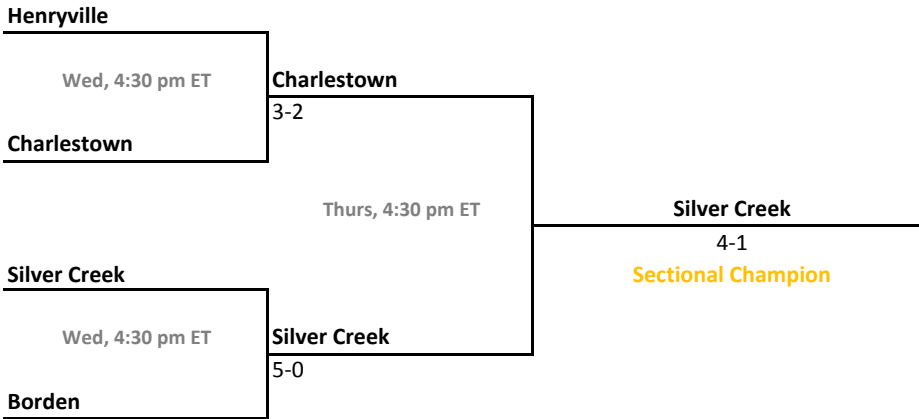 Henryville
Wed, 4:30 pm ET
Charlestown
3-2
Charlestown
Thurs, 4:30 pm ET
Silver Creek
4-1
Sectional Champion
Silver Creek
Wed, 4:30 pm ET
Silver Creek
5-0
Borden